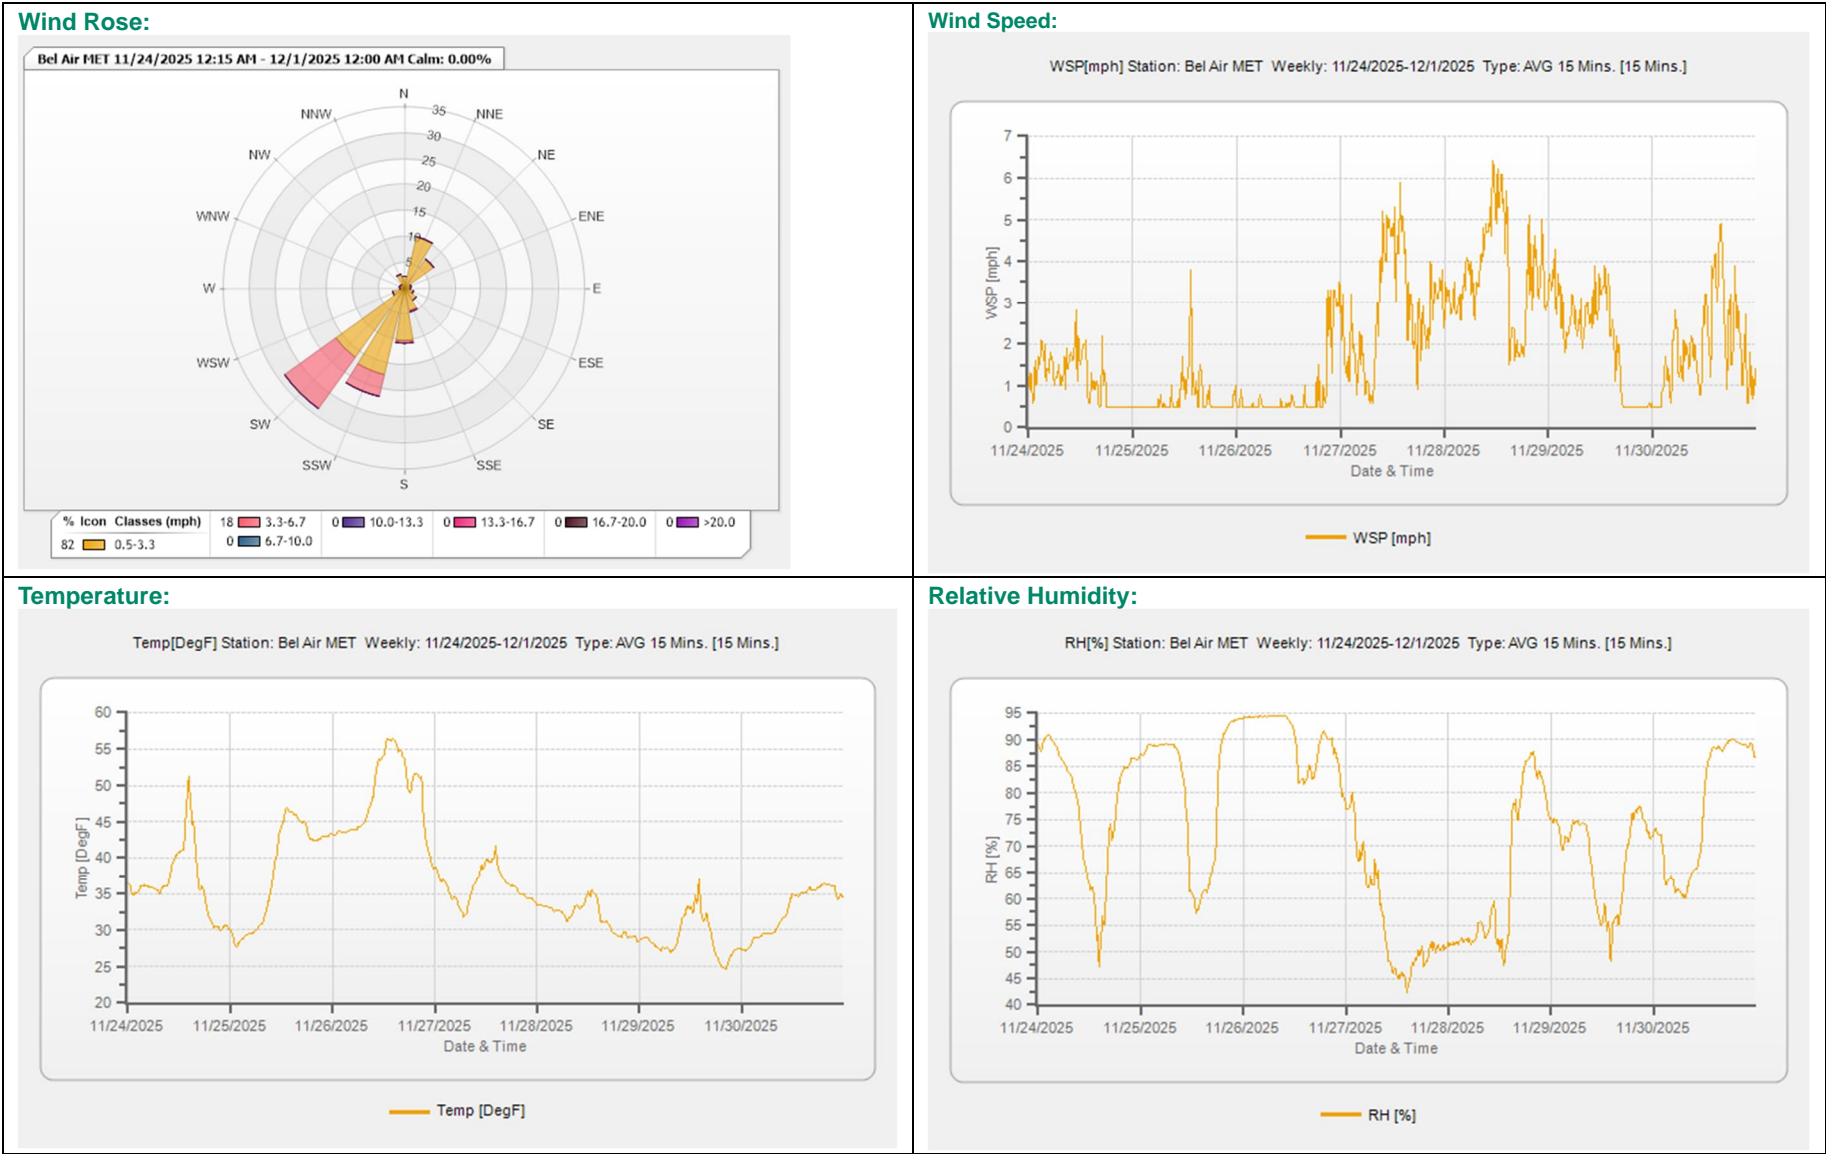 Wind Rose:
Bel Air MET 11/24/2025 12:15 AM - 12/1/2025 12:00 AM Calm: 0.00%
N
NNE
NE
ENE
E
ESE
SE
SSE
S
SSW
SW
WSW
W
WNW
NW
NNW
35
30
25
20
15
10
5
% Icon Classes (mph)
82 0.5-3.3
18 3.3-6.7
0 6.7-10.0
0 10.0-13.3
0 13.3-16.7
0 16.7-20.0
0 >20.0
Wind Speed:
WSP[mph] Station: Bel Air MET Weekly: 11/24/2025-12/1/2025 Type: AVG 15 Mins. [15 Mins.]
WSP [mph]
7
6
5
4
3
2
1
0
11/24/2025 11/25/2025 11/26/2025 11/27/2025 11/28/2025 11/29/2025 11/30/2025
Date & Time
WSP [mph]
Temperature:
Temp[DegF] Station: Bel Air MET Weekly: 11/24/2025-12/1/2025 Type: AVG 15 Mins. [15 Mins.]
Temp [DegF]
60
55
50
45
40
35
30
25
20
11/24/2025 11/25/2025 11/26/2025 11/27/2025 11/28/2025 11/29/2025 11/30/2025
Date & Time
Temp [DegF]
Relative Humidity:
RH[%] Station: Bel Air MET Weekly: 11/24/2025-12/1/2025 Type: AVG 15 Mins. [15 Mins.]
RH [%]
95
90
85
80
75
70
65
60
55
50
45
40
11/24/2025 11/25/2025 11/26/2025 11/27/2025 11/28/2025 11/29/2025 11/30/2025
Date & Time
RH [%]